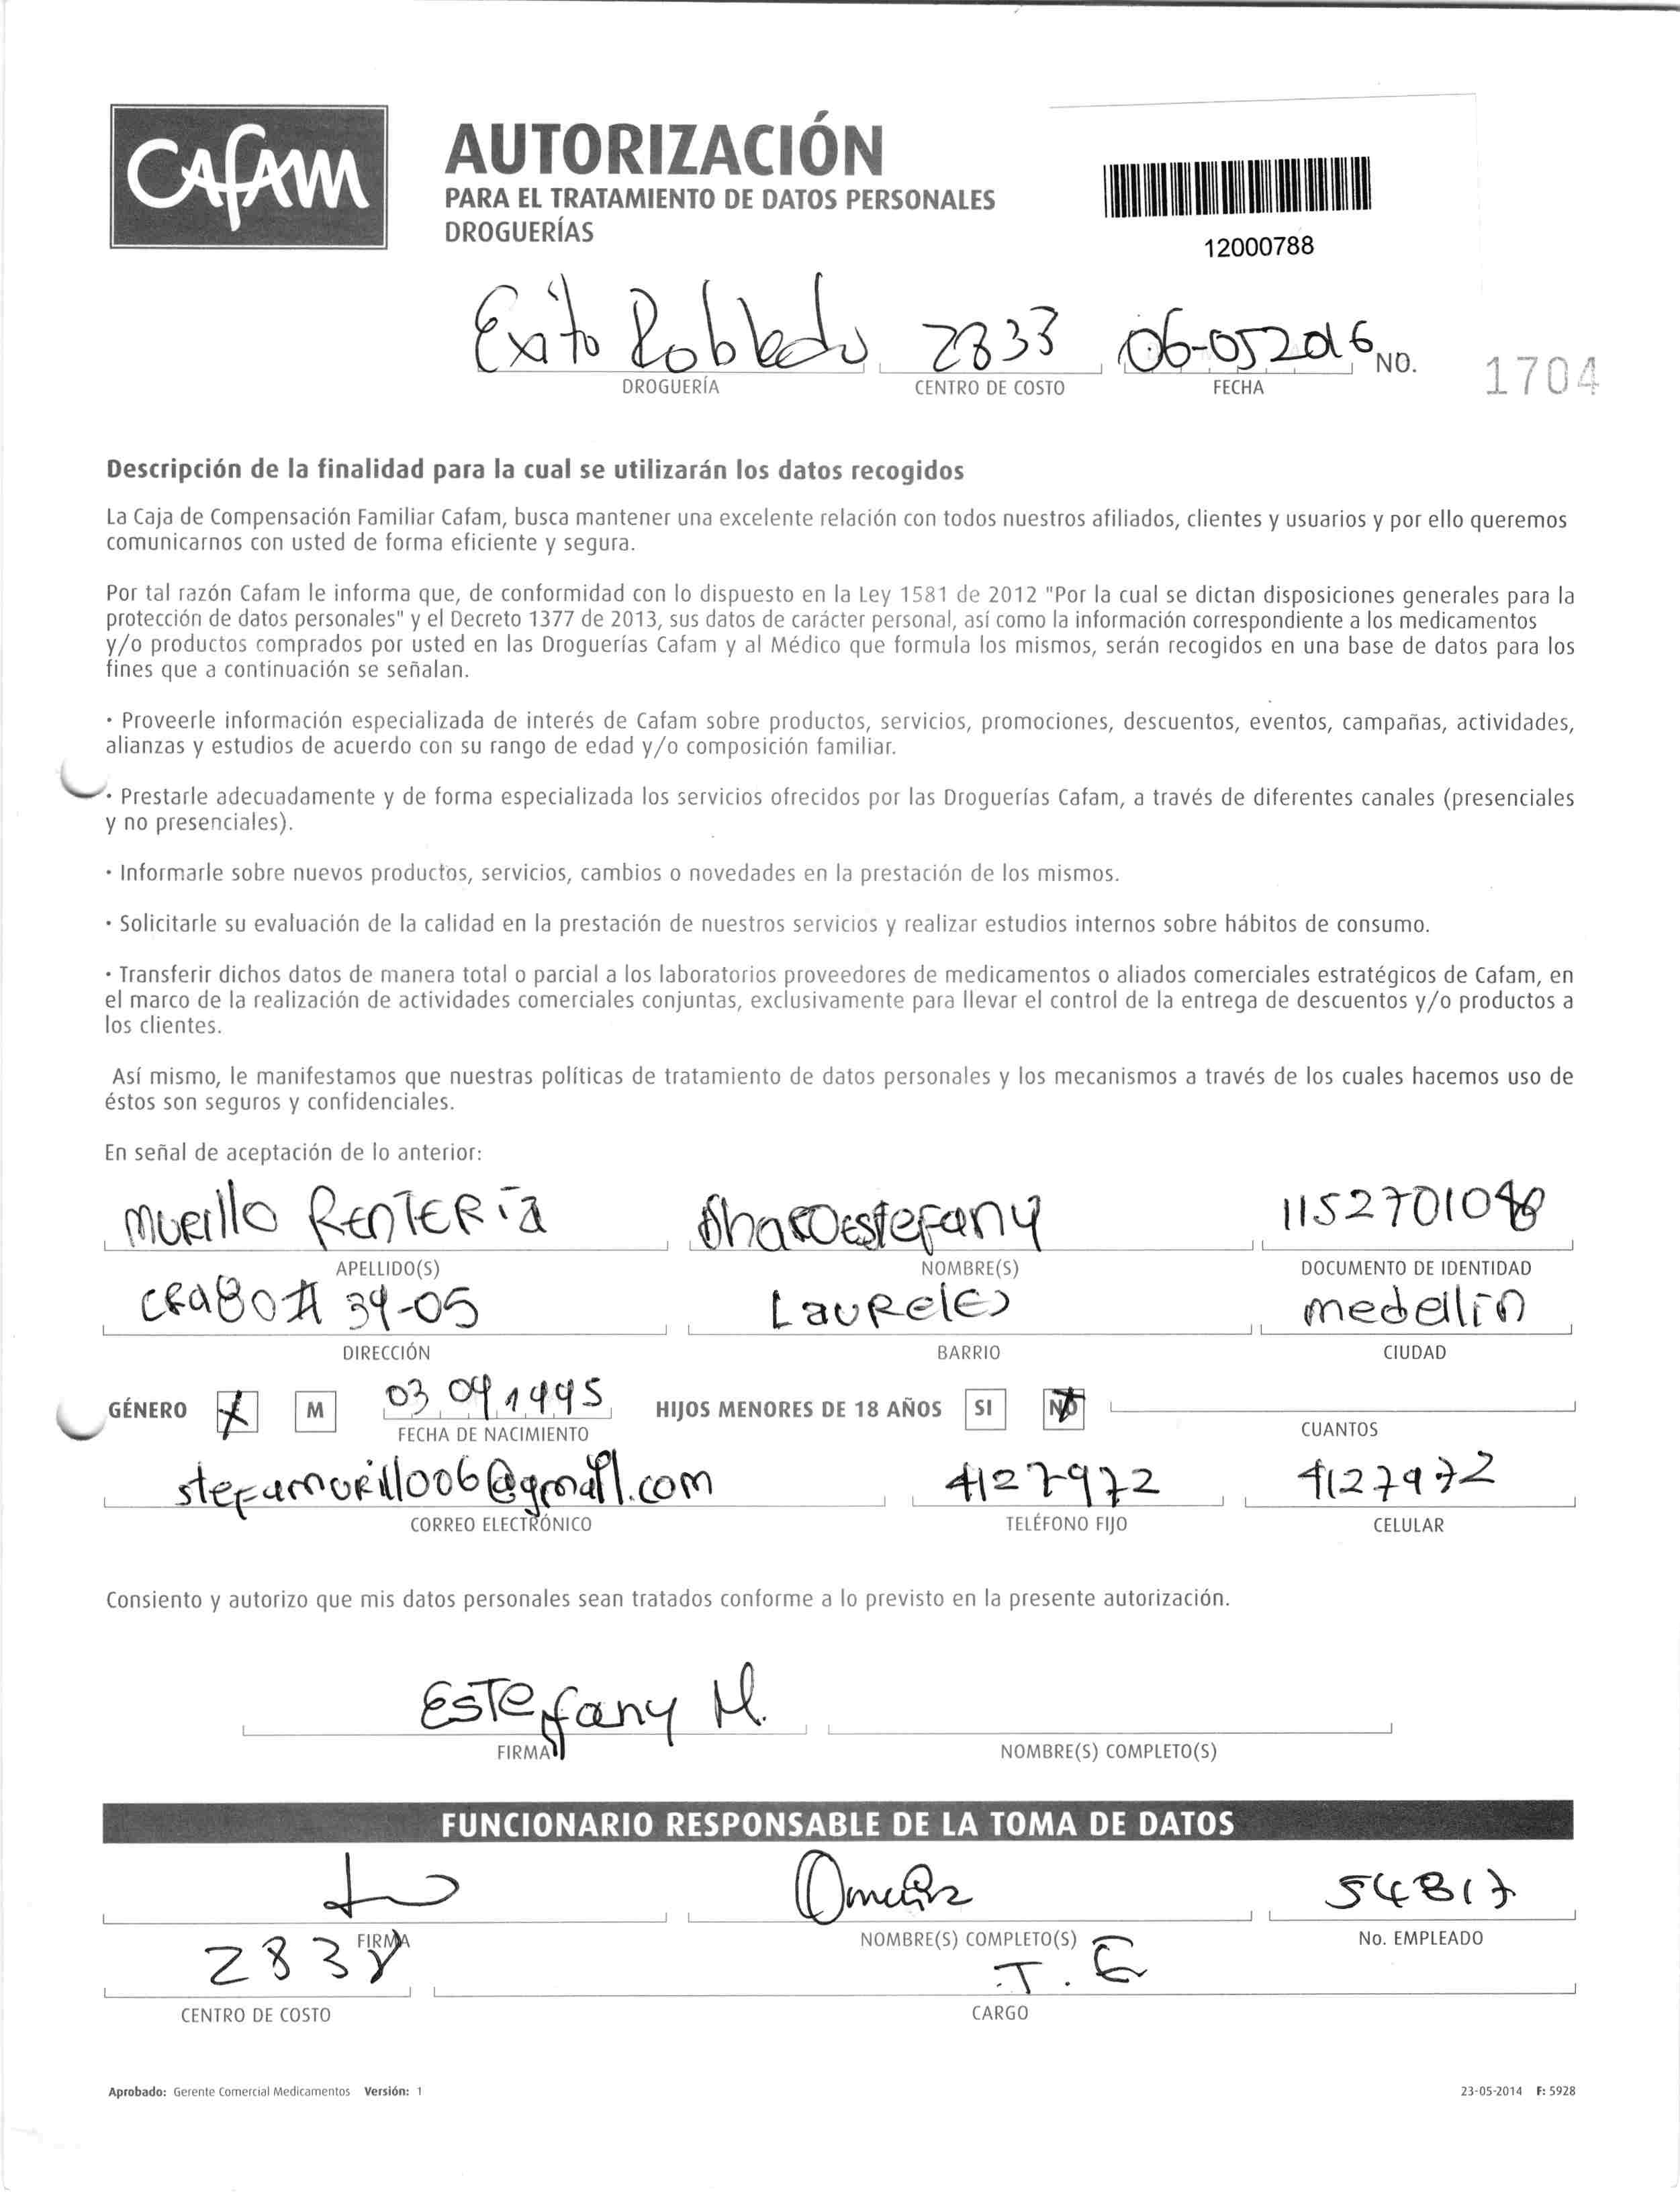 Cafam
AUTORIZACIÓN
PARA EL TRATAMIENTO DE DATOS PERSONALES
DROGUERÍAS
12000788
Exito Robledo 2833 06-05 2016 NO. 1704
DROGUERÍA CENTRO DE COSTO FECHA
Descripción de la finalidad para la cual se utilizarán los datos recogidos
La Caja de Compensación Familiar Cafam, busca mantener una excelente relación con todos nuestros afiliados, clientes y usuarios y por ello queremos
comunicarnos con usted de forma eficiente y segura.
Por tal razón Cafam le informa que, de conformidad con lo dispuesto en la Ley 1581 de 2012 "Por la cual se dictan disposiciones generales para la
protección de datos personales" y el Decreto 1377 de 2013, sus datos de carácter personal, así como la información correspondiente a los medicamentos
y/o productos comprados por usted en las Droguerías Cafam y al Médico que formula los mismos, serán recogidos en una base de datos para los
fines que a continuación se señalan.
· Proveerle información especializada de interés de Cafam sobre productos, servicios, promociones, descuentos, eventos, campañas, actividades,
alianzas y estudios de acuerdo con su rango de edad y/o composición familiar.
· Prestarle adecuadamente y de forma especializada los servicios ofrecidos por las Droguerías Cafam, a través de diferentes canales (presenciales
y no presenciales).
· Informarle sobre nuevos productos, servicios, cambios o novedades en la prestación de los mismos.
· Solicitarle su evaluación de la calidad en la prestación de nuestros servicios y realizar estudios internos sobre hábitos de consumo.
· Transferir dichos datos de manera total o parcial a los laboratorios proveedores de medicamentos o aliados comerciales estratégicos de Cafam, en
el marco de la realización de actividades comerciales conjuntas, exclusivamente para llevar el control de la entrega de descuentos y/o productos a
los clientes.
Así mismo, le manifestamos que nuestras políticas de tratamiento de datos personales y los mecanismos a través de los cuales hacemos uso de
éstos son seguros y confidenciales.
En señal de aceptación de lo anterior:
Murillo Rentería
APELLIDO(S) NOMBRE(S) DOCUMENTO DE IDENTIDAD
CRa80# 39-05 Laureles medellín
DIRECCIÓN BARRIO CIUDAD
GÉNERO M 03 09 1995 HIJOS MENORES DE 18 AÑOS SI NO
FECHA DE NACIMIENTO CUANTOS
stefamurillo06@gmail.com 4127972 4127972
CORREO ELECTRÓNICO TELÉFONO FIJO CELULAR
Consiento y autorizo que mis datos personales sean tratados conforme a lo previsto en la presente autorización.
Estefany M.
FIRMA NOMBRE(S) COMPLETO(S)
FUNCIONARIO RESPONSABLE DE LA TOMA DE DATOS
54817
FIRMA NOMBRE(S) COMPLETO(S) No. EMPLEADO
T.E
CENTRO DE COSTO CARGO
Aprobado: Gerente Comercial Medicamentos Versión: 1 23-05-2014 F: 5928